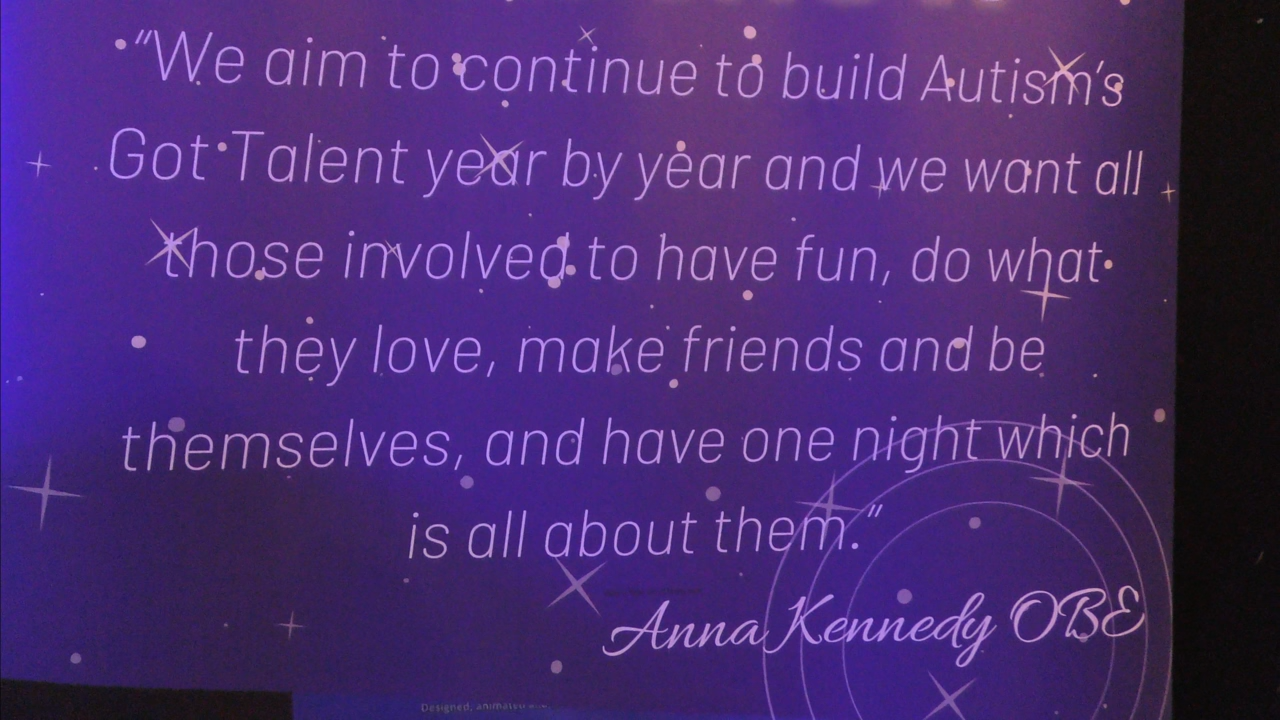 “We aim to continue to build Autism’s
Got Talent year by year and we want all
those involved to have fun, do what
they love, make friends and be
themselves, and have one night which
is all about them.”
Anna Kennedy OBE
Designed,